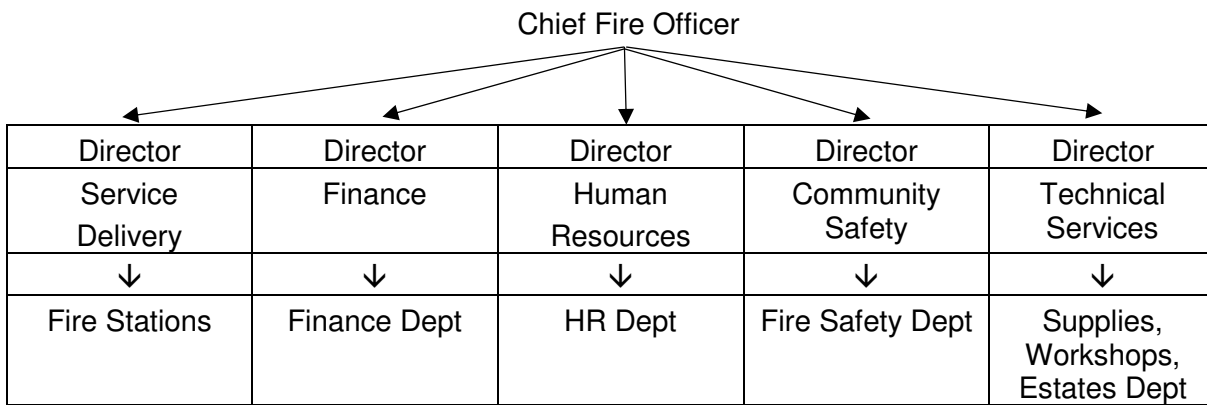 Chief Fire Officer
Director Director Director Director Director
Service Delivery Finance Human Resources Community Safety Technical Services
↓ ↓ ↓ ↓ ↓
Fire Stations Finance Dept HR Dept Fire Safety Dept Supplies, Workshops, Estates Dept